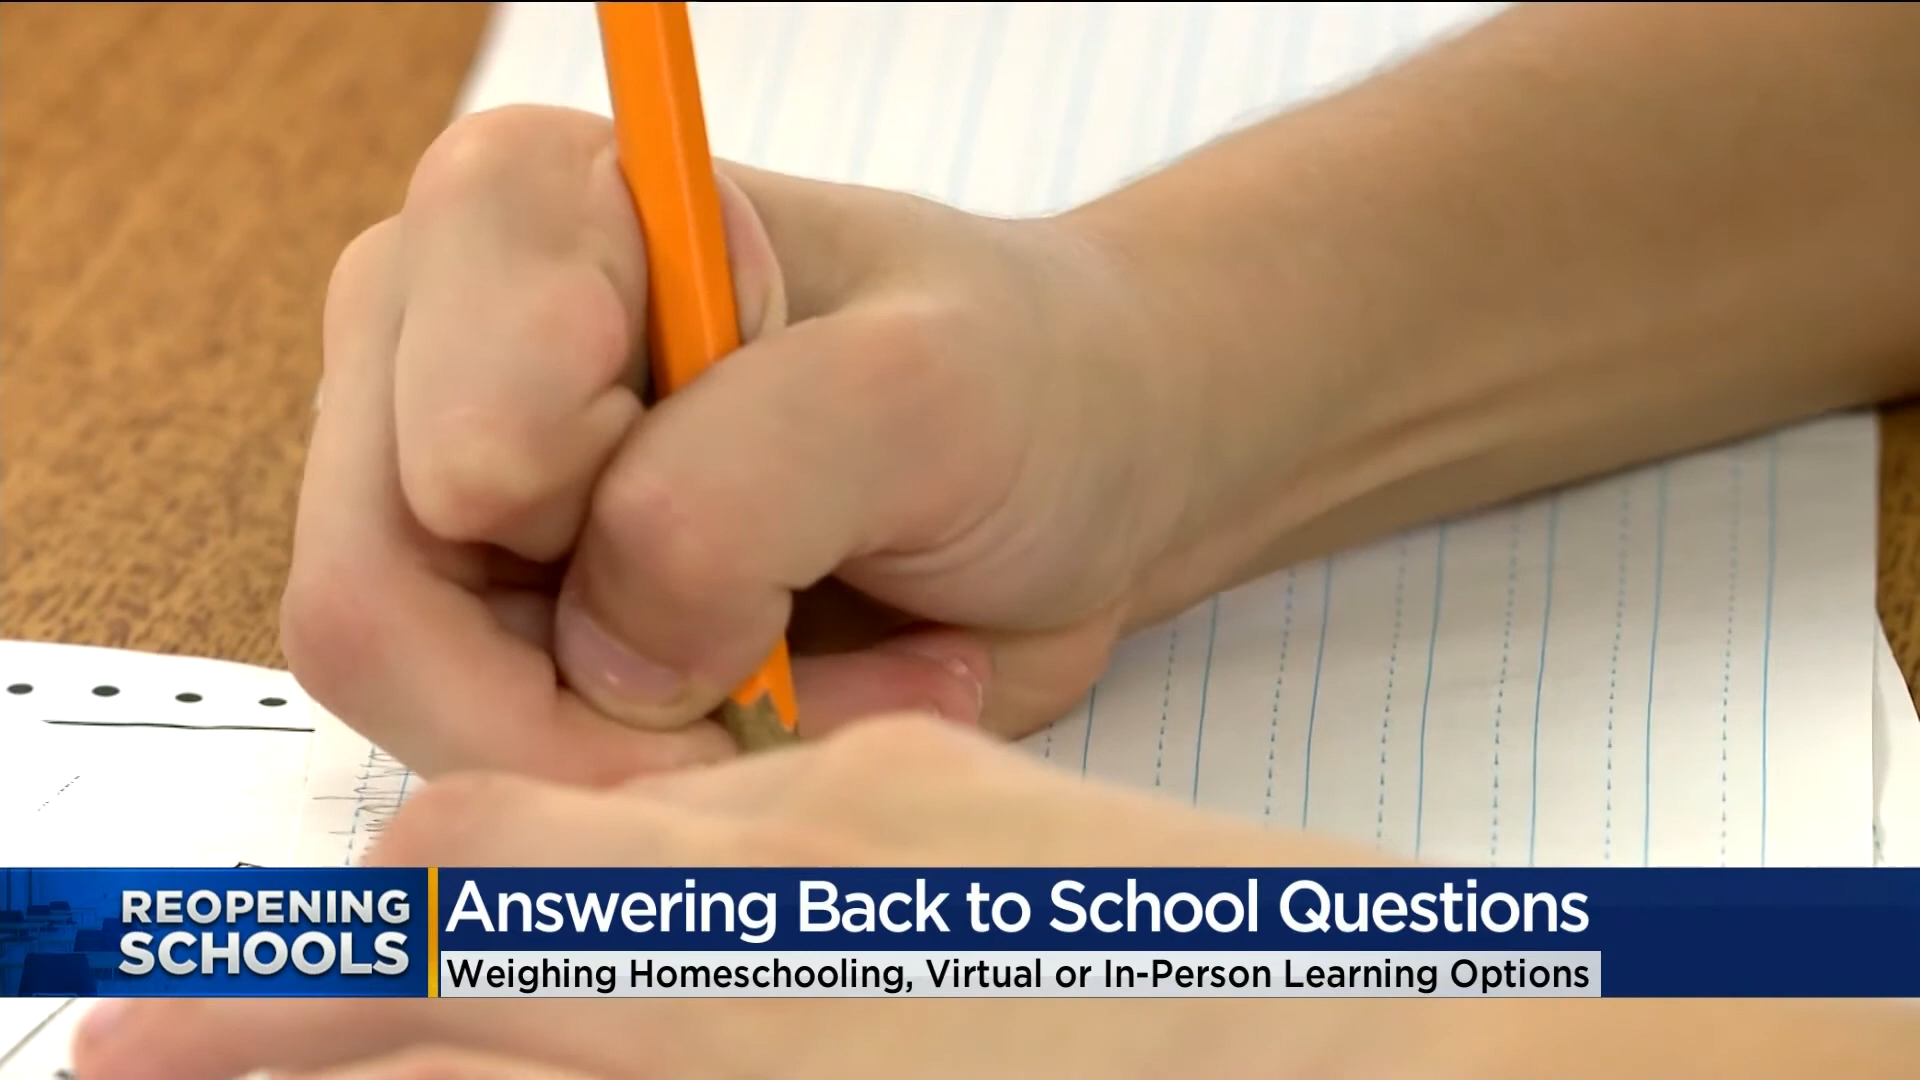 REOPENING
SCHOOLS
Answering Back to School Questions
Weighing Homeschooling, Virtual or In-Person Learning Options